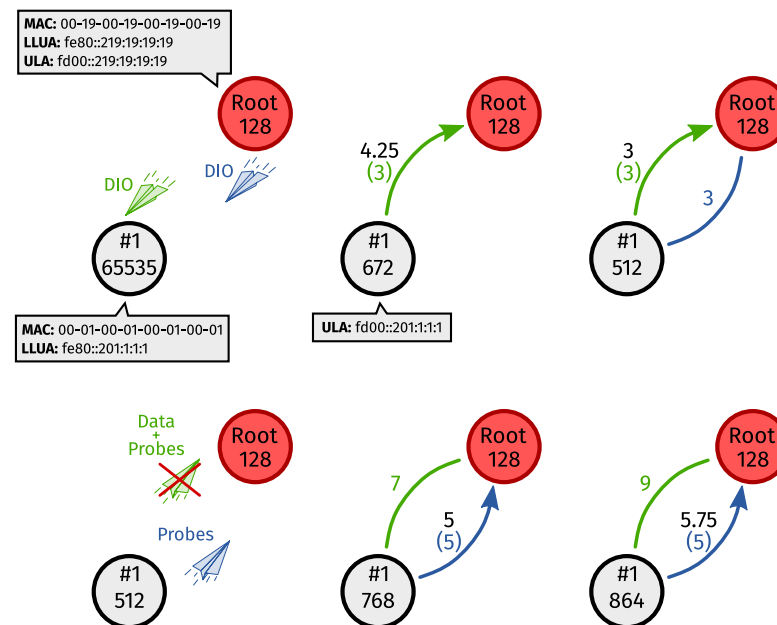 MAC: 00-19-00-19-00-19-00-19
LLUA: fe80::219:19:19:19
ULA: fd00::219:19:19:19
Root
128
DIO
DIO
#1
65535
MAC: 00-01-00-01-00-01-00-01
LLUA: fe80::201:1:1:1
Root
128
4.25
(3)
#1
672
ULA: fd00::201:1:1:1
Root
128
3
(3)
3
#1
512
Data
+
Probes
Root
128
Probes
#1
512
Root
128
7
5
(5)
#1
768
Root
128
9
5.75
(5)
#1
864